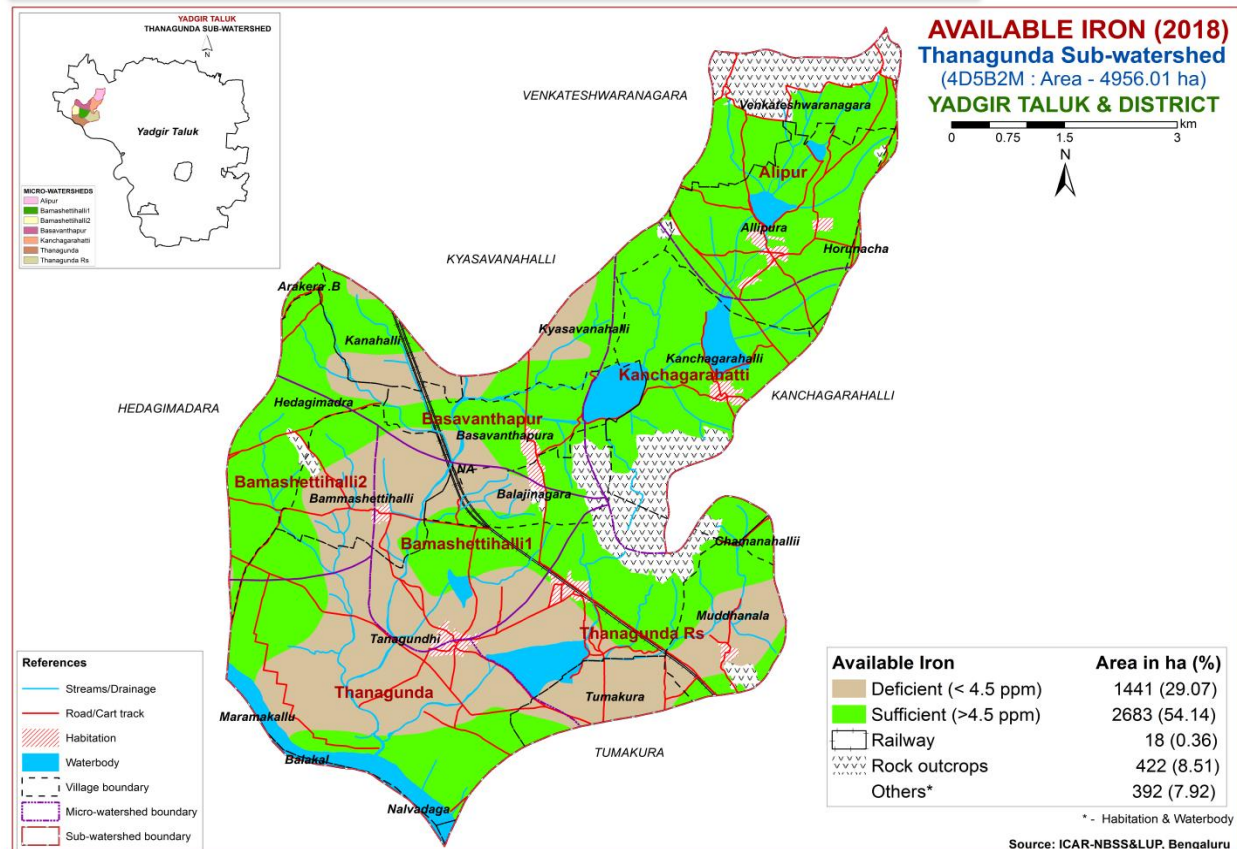 YADGIR TALUK
THANAGUNDA SUB-WATERSHED
N
Yadgir Taluk
MICRO-WATERSHEDS
Alipur
Bamashettihalli1
Bamashettihalli2
Basavanthapur
Kanchagarahatti
Thanagunda
Thanagunda Rs
AVAILABLE IRON (2018)
Thanagunda Sub-watershed
(4D5B2M : Area - 4956.01 ha)
YADGIR TALUK & DISTRICT
km
0 0.75 1.5 3
N
VENKATESHWARANAGARA
Venkateshwaranagara
Alipur
Allipura
Horunacha
KYASAVANAHALLI
Arakera .B
Kanahalli
Kyasavanahalli
Kanchagarahalli
Kanchagarahatti
KANCHAGARAHALLI
HEDAGIMADARA
Hedagimadra
Basavanthapur
Basavanthapura
NA
Bamashettihalli2
Bammashettihalli
Balajinagara
Bamashettihalli1
Chamanahallii
Muddhanala
Tanagundhi
Thanagunda Rs
Thanagunda
Tumakura
Maramakallu
Balakal
TUMAKURA
Nalvadaga
References
Streams/Drainage
Road/Cart track
Habitation
Waterbody
Village boundary
Micro-watershed boundary
Sub-watershed boundary
Available Iron Area in ha (%)
Deficient (< 4.5 ppm) 1441 (29.07)
Sufficient (>4.5 ppm) 2683 (54.14)
Railway 18 (0.36)
Rock outcrops 422 (8.51)
Others* 392 (7.92)
* - Habitation & Waterbody
Source: ICAR-NBSS&LUP, Bengaluru